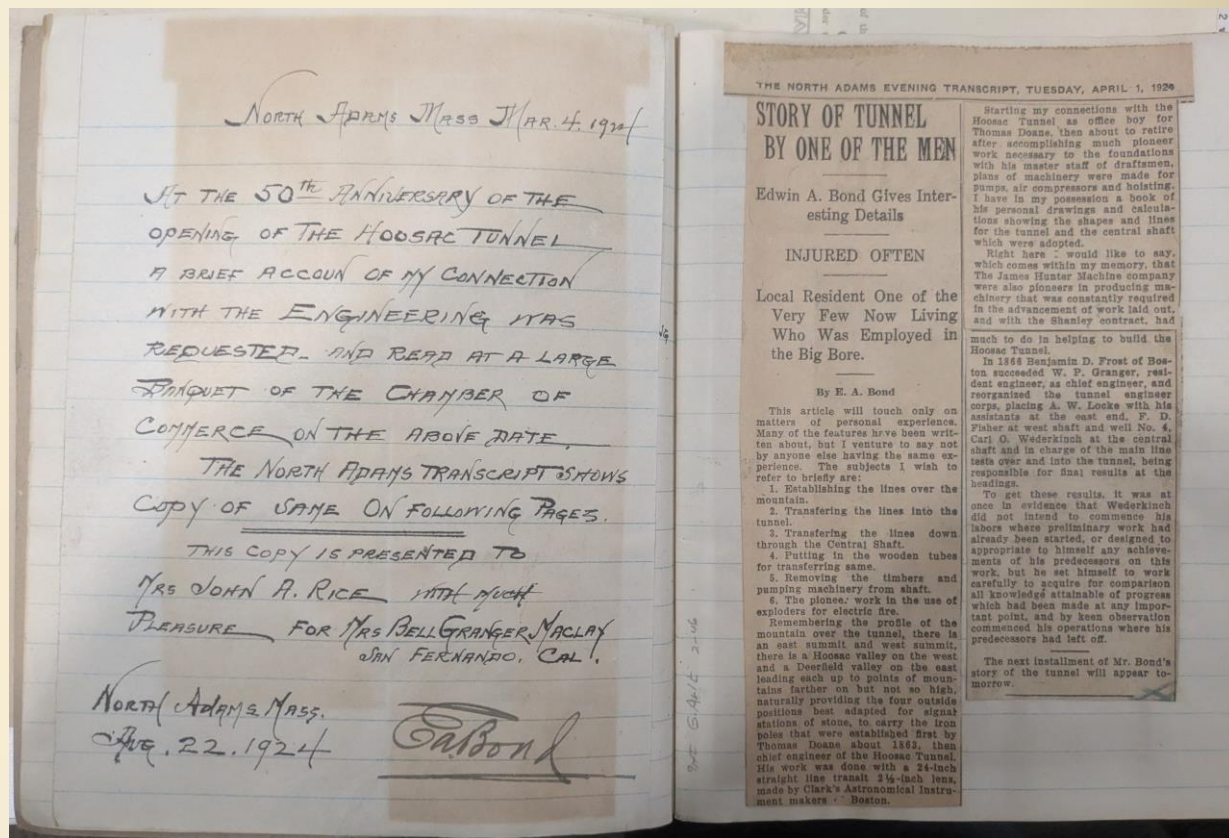 NORTH ADAMS MASS MAR. 4. 1924
AT THE 50th ANNIVERSARY OF THE
OPENING OF THE HOOSAC TUNNEL
A BRIEF ACCOUN OF MY CONNECTION
WITH THE ENGINEERING WAS
REQUESTED. AND READ AT A LARGE
BANQUET OF THE CHAMBER OF
COMMERCE ON THE ABOVE DATE.
THE NORTH ADAMS TRANSCRIPT SHOWS
COPY OF SAME ON FOLLOWING PAGES.
THIS COPY IS PRESENTED TO
MRS JOHN A. RICE WITH MUCH
PLEASURE FOR MRS BELL GRANGER MACLAY
SAN FERNANDO, CAL.
NORTH ADAMS MASS.
AUG. 22. 1924
E.A. Bond
THE NORTH ADAMS EVENING TRANSCRIPT, TUESDAY, APRIL 1, 1924
STORY OF TUNNEL
BY ONE OF THE MEN
Edwin A. Bond Gives Inter-
esting Details
INJURED OFTEN
Local Resident One of the
Very Few Now Living
Who Was Employed in
the Big Bore.
By E. A. Bond
This article will touch only on
matters of personal experience.
Many of the features have been writ-
ten about, but I venture to say not
by anyone else having the same ex-
perience. The subjects I wish to
refer to briefly are:
1. Establishing the lines over the
mountain.
2. Transfering the lines into the
tunnel.
3. Transfering the lines down
through the Central Shaft.
4. Putting in the wooden tubes
for transferring same.
5. Removing the timbers and
pumping machinery from shaft.
6. The pioneer work in the use of
exploders for electric fire.
Remembering the profile of the
mountain over the tunnel, there is
an east summit and west summit,
there is a Hoosac valley on the west
and a Deerfield valley on the east
leading each up to points of moun-
tains farther on but not so high,
naturally providing the four outside
positions best adapted for signal
stations of stone, to carry the iron
poles that were established first by
Thomas Doane about 1863, then
chief engineer of the Hoosac Tunnel.
His work was done with a 24-inch
straight line transit 2½-inch lens,
made by Clark's Astronomical Instru-
ment makers Boston.
Starting my connections with the
Hoosac Tunnel as office boy for
Thomas Doane, then about to retire
after accomplishing much pioneer
work necessary to the foundations
with his master staff of draftsmen,
plans of machinery were made for
pumps, air compressors and hoisting.
I have in my possession a book of
his personal drawings and calcula-
tions showing the shapes and lines
for the tunnel and the central shaft
which were adopted.
Right here I would like to say,
which comes within my memory, that
The James Hunter Machine company
were also pioneers in producing ma-
chinery that was constantly required
in the advancement of work laid out,
and with the Shanley contract, had
much to do in helping to build the
Hoosac Tunnel.
In 1866 Benjamin D. Frost of Bos-
ton succeeded W. P. Granger, resi-
dent engineer, as chief engineer, and
reorganized the tunnel engineer
corps, placing A. W. Locke with his
assistants at the east end, F. D.
Fisher at west shaft and well No. 4,
Carl O. Wederkinch at the central
shaft and in charge of the main line
tests over and into the tunnel, being
responsible for final results at the
headings.
To get these results, it was at
once in evidence that Wederkinch
did not intend to commence his
labors where preliminary work had
already been started, or designed to
appropriate to himself any achieve-
ments of his predecessors on this
work, but he set himself to work
carefully to acquire for comparison
all knowledge attainable of progress
which had been made at any impor-
tant point, and by keen observation
commenced his operations where his
predecessors had left off.
The next installment of Mr. Bond's
story of the tunnel will appear to-
morrow.